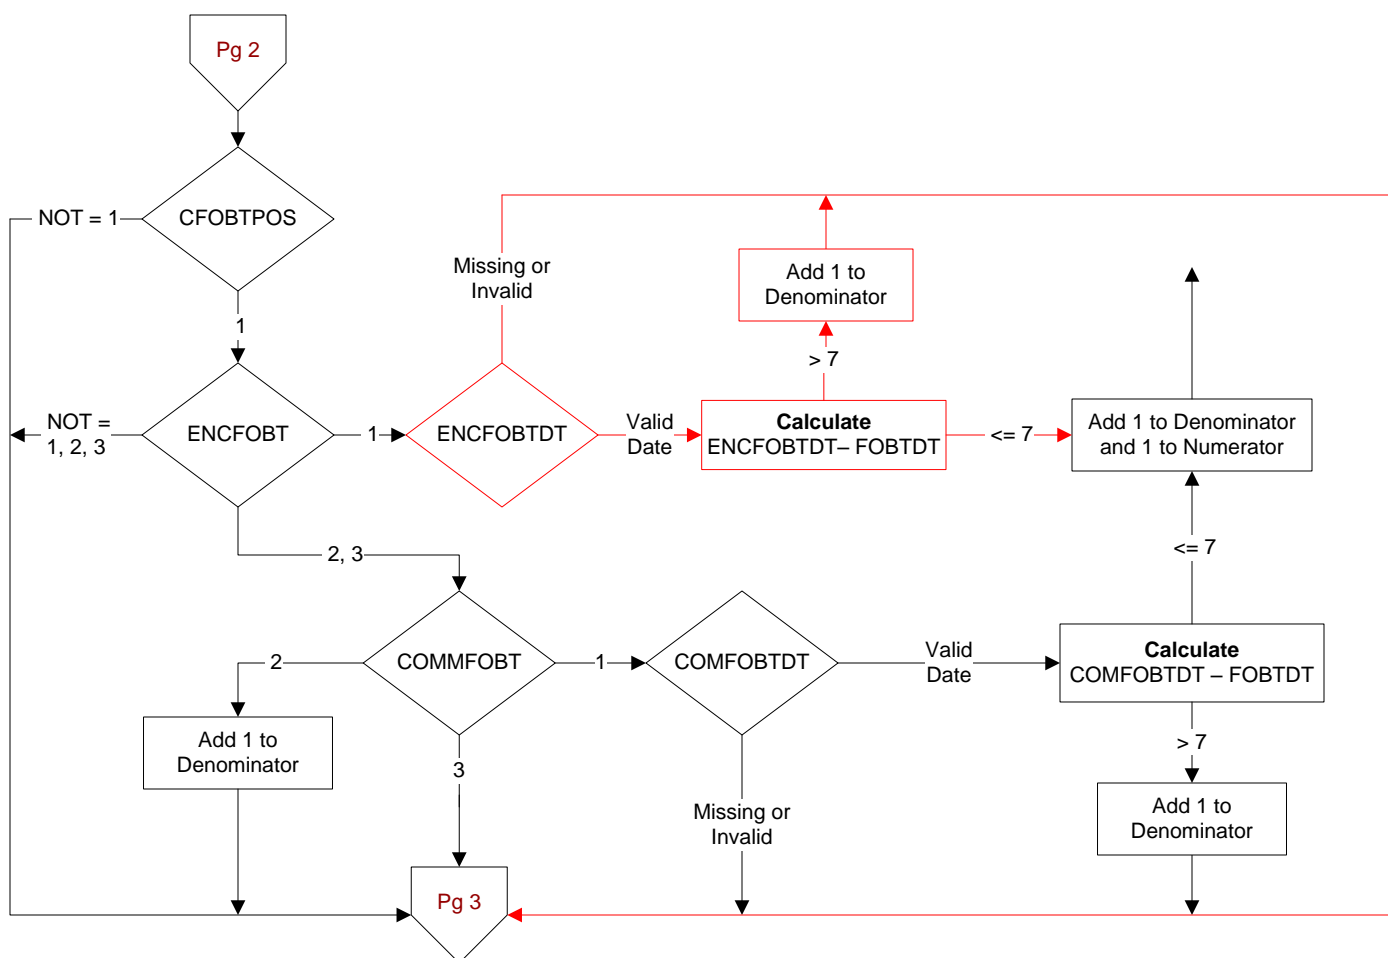 Pg 2
NOT = 1
CFOBTPOS
Missing or
Invalid
Add 1 to
Denominator
1
> 7
NOT =
1, 2, 3
ENCFOBT
1
ENCFOBTDT
Valid
Date
Calculate
ENCFOBTDT– FOBTDT
<= 7
Add 1 to Denominator
and 1 to Numerator
2, 3
<= 7
2
COMMFOBT
1
COMFOBTDT
Valid
Date
Calculate
COMFOBTDT – FOBTDT
Add 1 to
Denominator
3
Missing or
Invalid
> 7
Add 1 to
Denominator
Pg 3